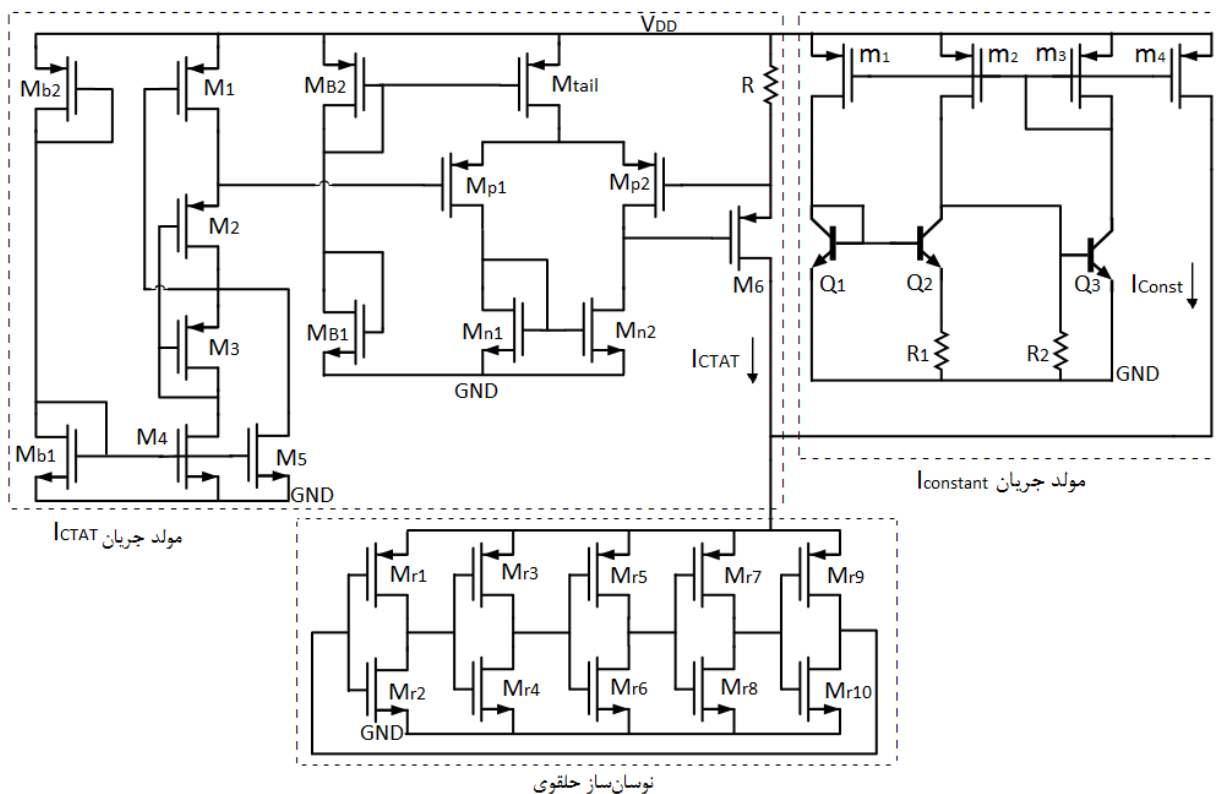 VDD
Mb2
M1
MB2
Mtail
R
m1
m2
m3
m4
Mp1
Mp2
M2
M6
Q1
Q2
Q3
IConst
M3
MB1
Mn1
Mn2
ICTAT
R1
R2
GND
GND
Mb1
M4
M5
GND
مولد جریان Iconstant
مولد جریان ICTAT
Mr1
Mr3
Mr5
Mr7
Mr9
Mr2
Mr4
Mr6
Mr8
Mr10
GND
نوسان‌ساز حلقوی